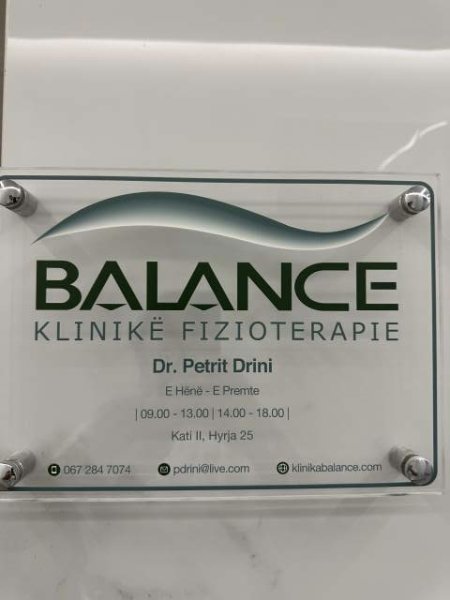 BALANCE
KLINIKË FIZIOTERAPIE
Dr. Petrit Drini
E Hënë - E Premte
| 09.00 - 13.00 | 14.00 - 18.00 |
Kati II, Hyrja 25
067 284 7074 pdrini@live.com klinikabalance.com